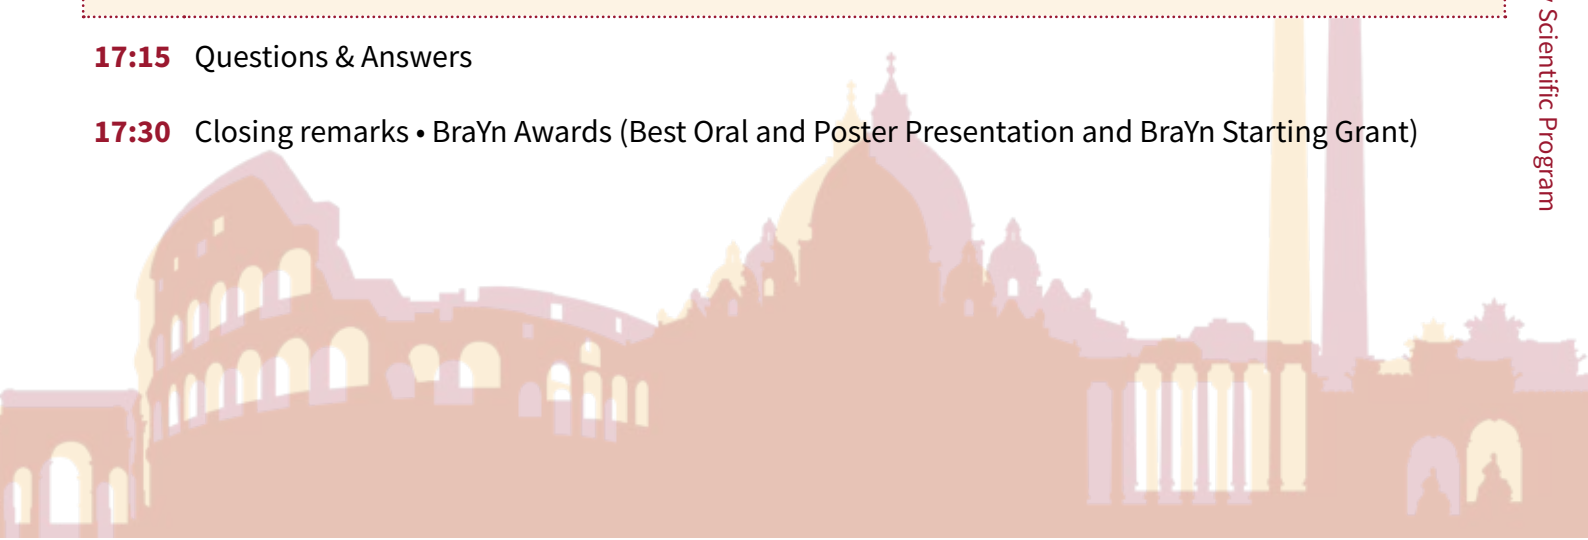 17:15 Questions & Answers
17:30 Closing remarks • BraYn Awards (Best Oral and Poster Presentation and BraYn Starting Grant)
Scientific Program